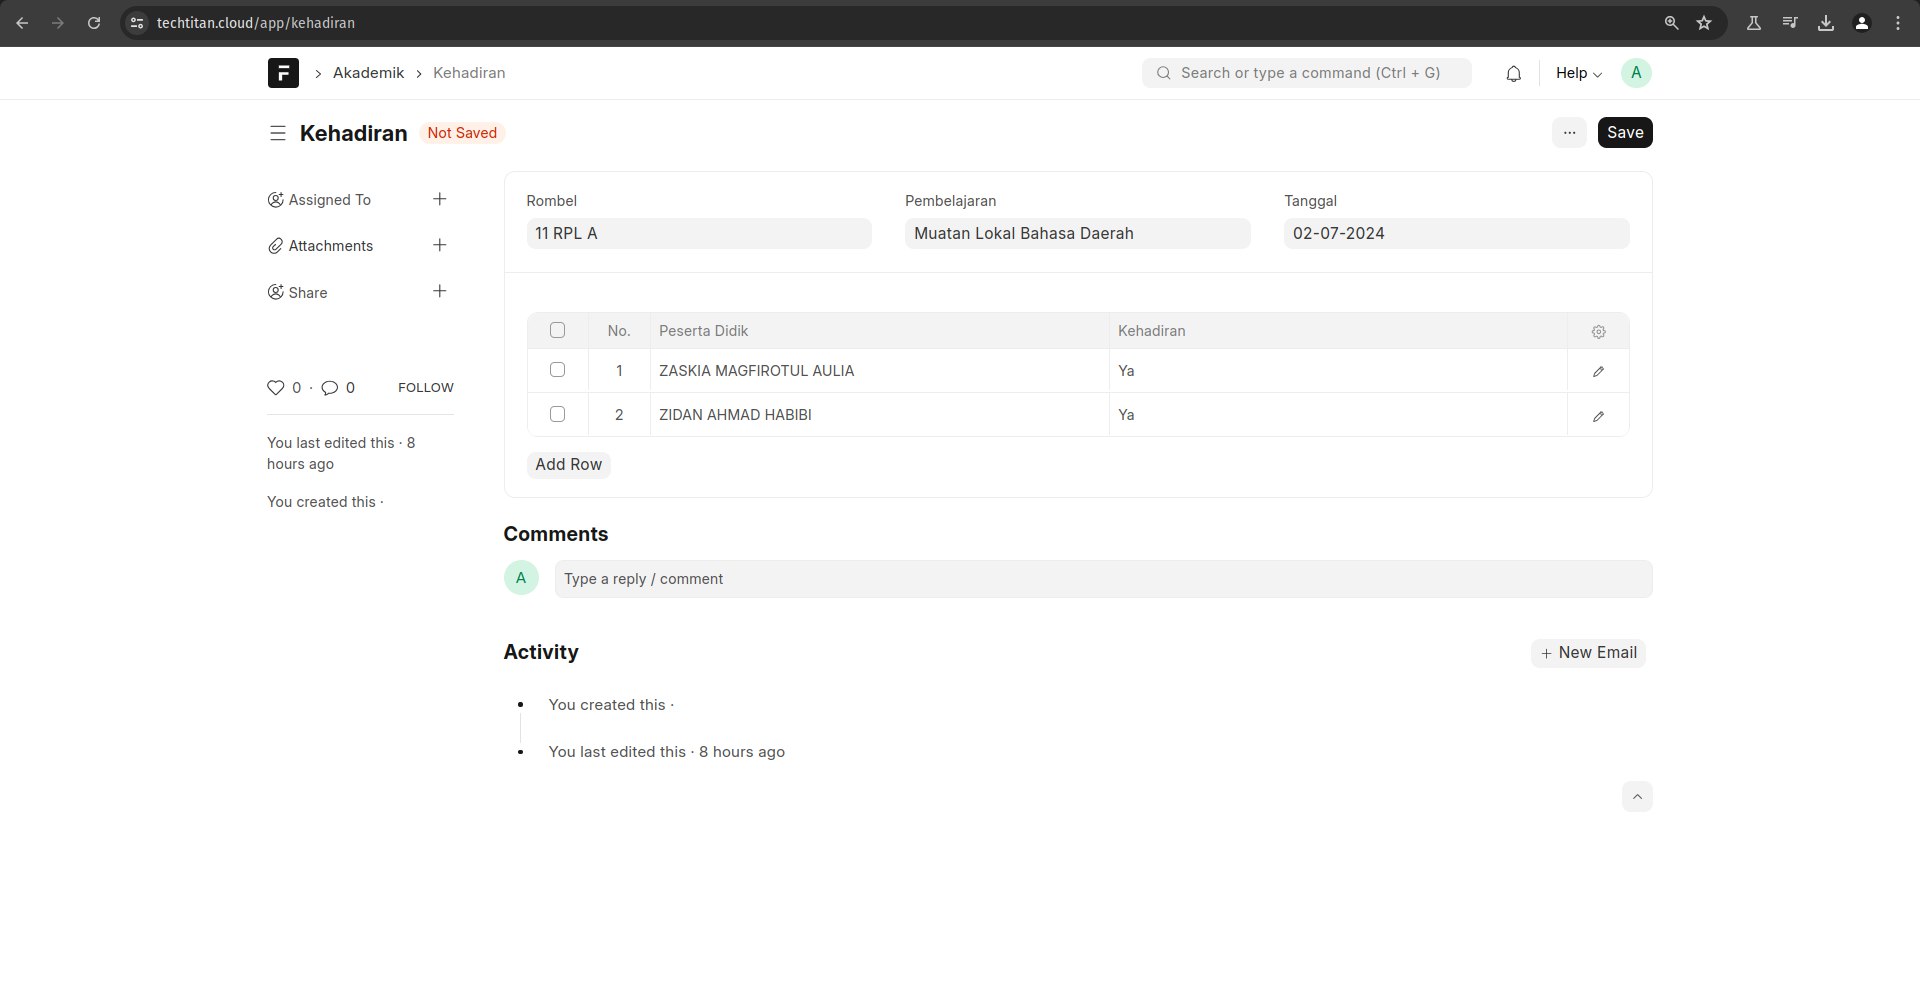 techtitan.cloud/app/kehadiran
Akademik
Kehadiran
Search or type a command (Ctrl + G)
Help
A
Kehadiran
Not Saved
...
Save
Assigned To
Attachments
Share
0 · 0
FOLLOW
You last edited this · 8
hours ago
You created this ·
Rombel
Pembelajaran
Tanggal
11 RPL A
Muatan Lokal Bahasa Daerah
02-07-2024
No.
Peserta Didik
Kehadiran
1
ZASKIA MAGFIROTUL AULIA
Ya
2
ZIDAN AHMAD HABIBI
Ya
Add Row
Comments
A
Type a reply / comment
Activity
+ New Email
You created this ·
You last edited this · 8 hours ago